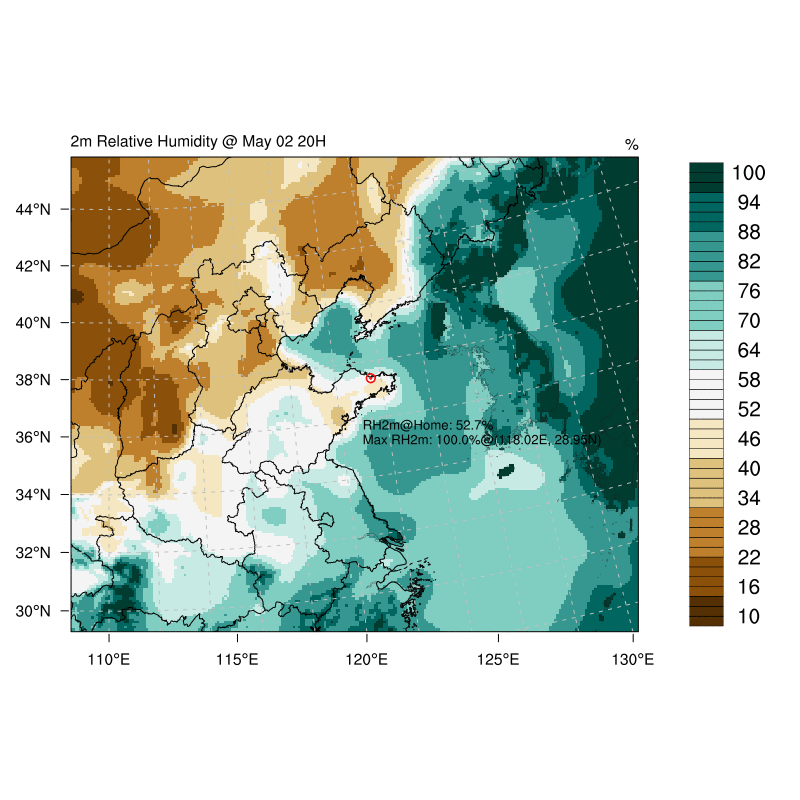 2m Relative Humidity @ May 02 20H
%
100
94
88
82
76
70
64
58
52
46
40
34
28
22
16
10
44°N
42°N
40°N
38°N
36°N
34°N
32°N
30°N
RH2m@Home: 52.7%
Max RH2m: 100.0%@(118.02E, 28.95N)
110°E 115°E 120°E 125°E 130°E